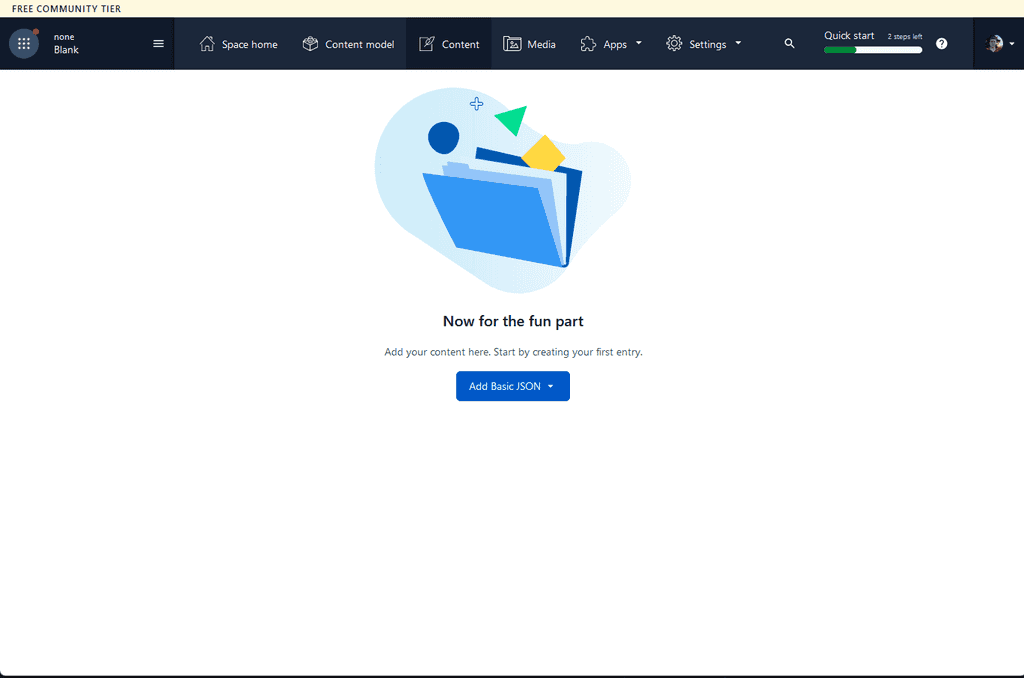 FREE COMMUNITY TIER
none
Blank
Space home
Content model
Content
Media
Apps
Settings
Quick start
2 steps left
?
Now for the fun part
Add your content here. Start by creating your first entry.
Add Basic JSON